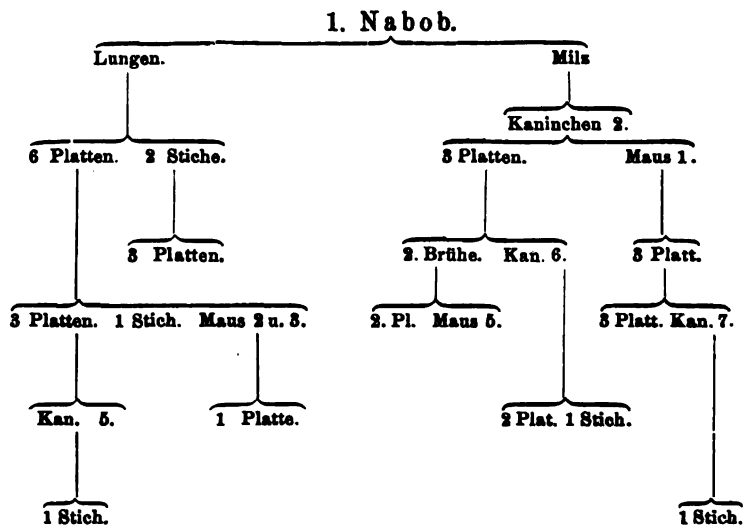 1. Nabob.
Lungen. Milz
Kaninchen 2.
6 Platten. 2 Stiche. 3 Platten. Maus 1.
3 Platten. 2. Brühe. Kan. 6. 3 Platt.
3 Platten. 1 Stich. Maus 2 u. 3. 2. Pl. Maus 5. 3 Platt. Kan. 7.
Kan. 5. 1 Platte. 2 Plat. 1 Stich.
1 Stich. 1 Stich.